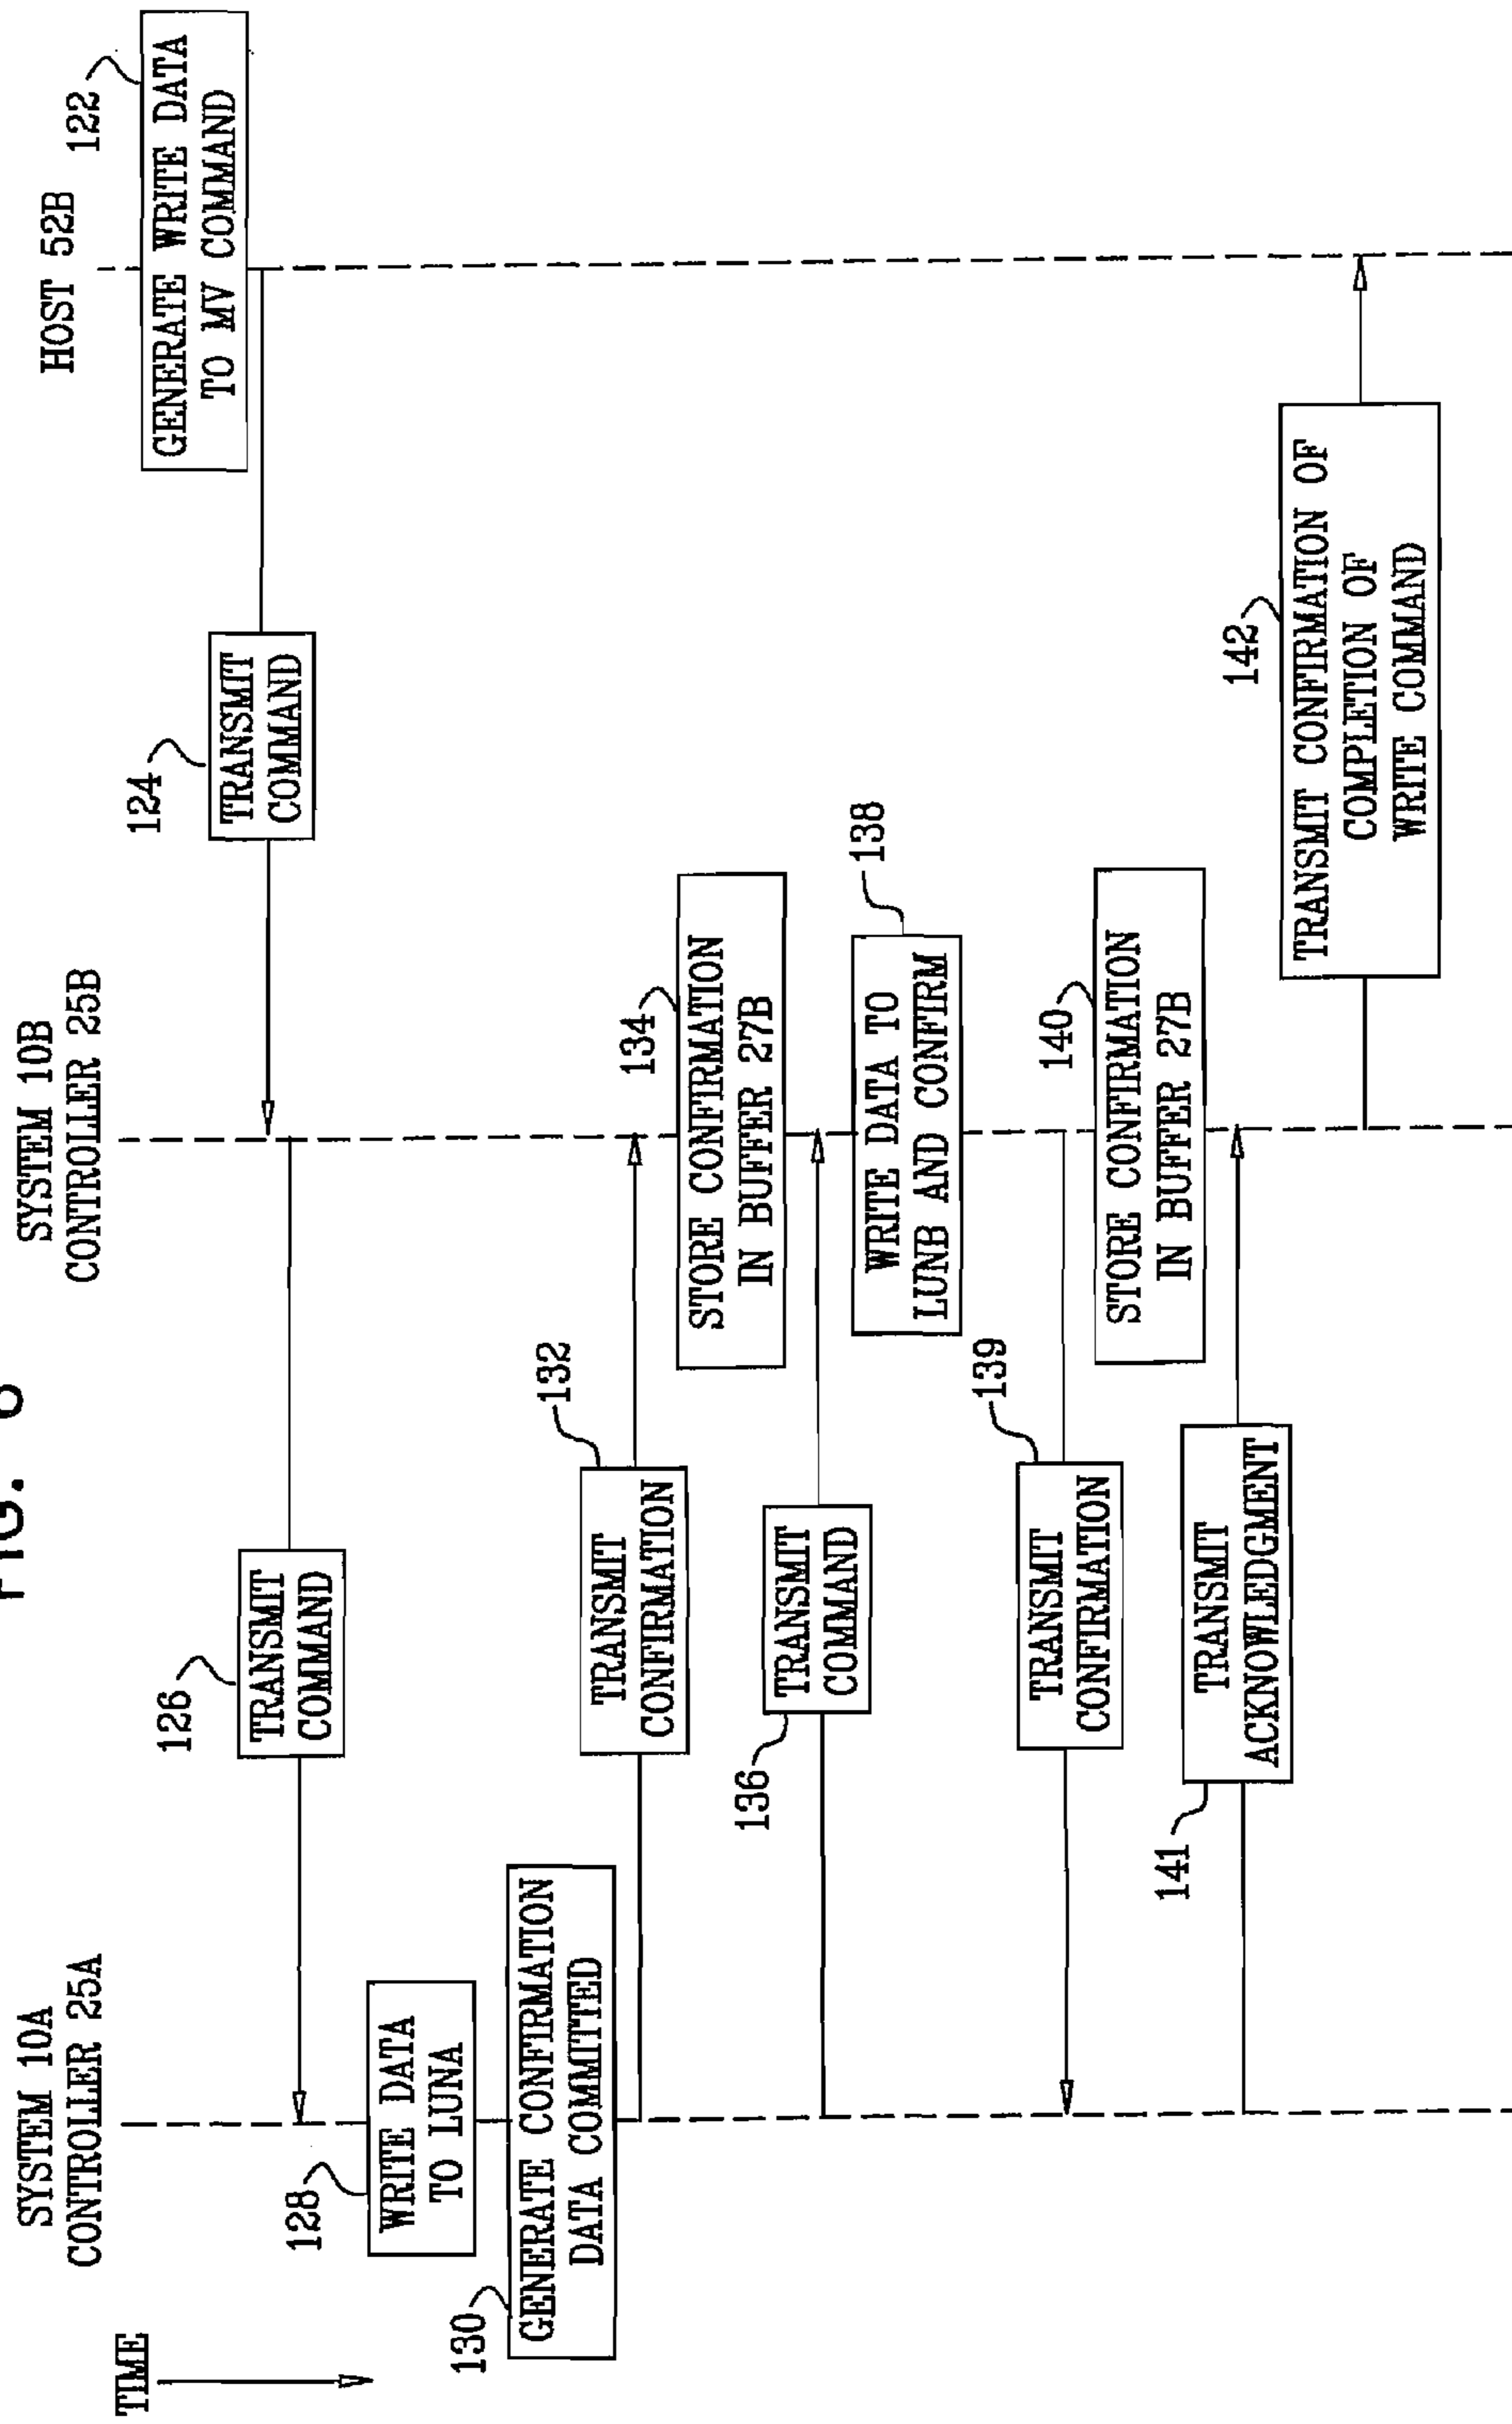 FIG.
TIME
SYSTEM 10A
CONTROLLER 25A
SYSTEM 10B
CONTROLLER 25B
HOST 52B
122
GENERATE WRITE DATA
TO MV COMMAND
124
TRANSMIT
COMMAND
126
TRANSMIT
COMMAND
128
WRITE DATA
TO LUNA
130
GENERATE CONFIRMATION
DATA COMMITTED
132
TRANSMIT
CONFIRMATION
134
STORE CONFIRMATION
IN BUFFER 27B
136
TRANSMIT
COMMAND
138
WRITE DATA TO
LUNB AND CONFIRM
139
TRANSMIT
CONFIRMATION
140
STORE CONFIRMATION
IN BUFFER 27B
141
TRANSMIT
ACKNOWLEDGMENT
142
TRANSMIT CONFIRMATION OF
COMPLETION OF
WRITE COMMAND